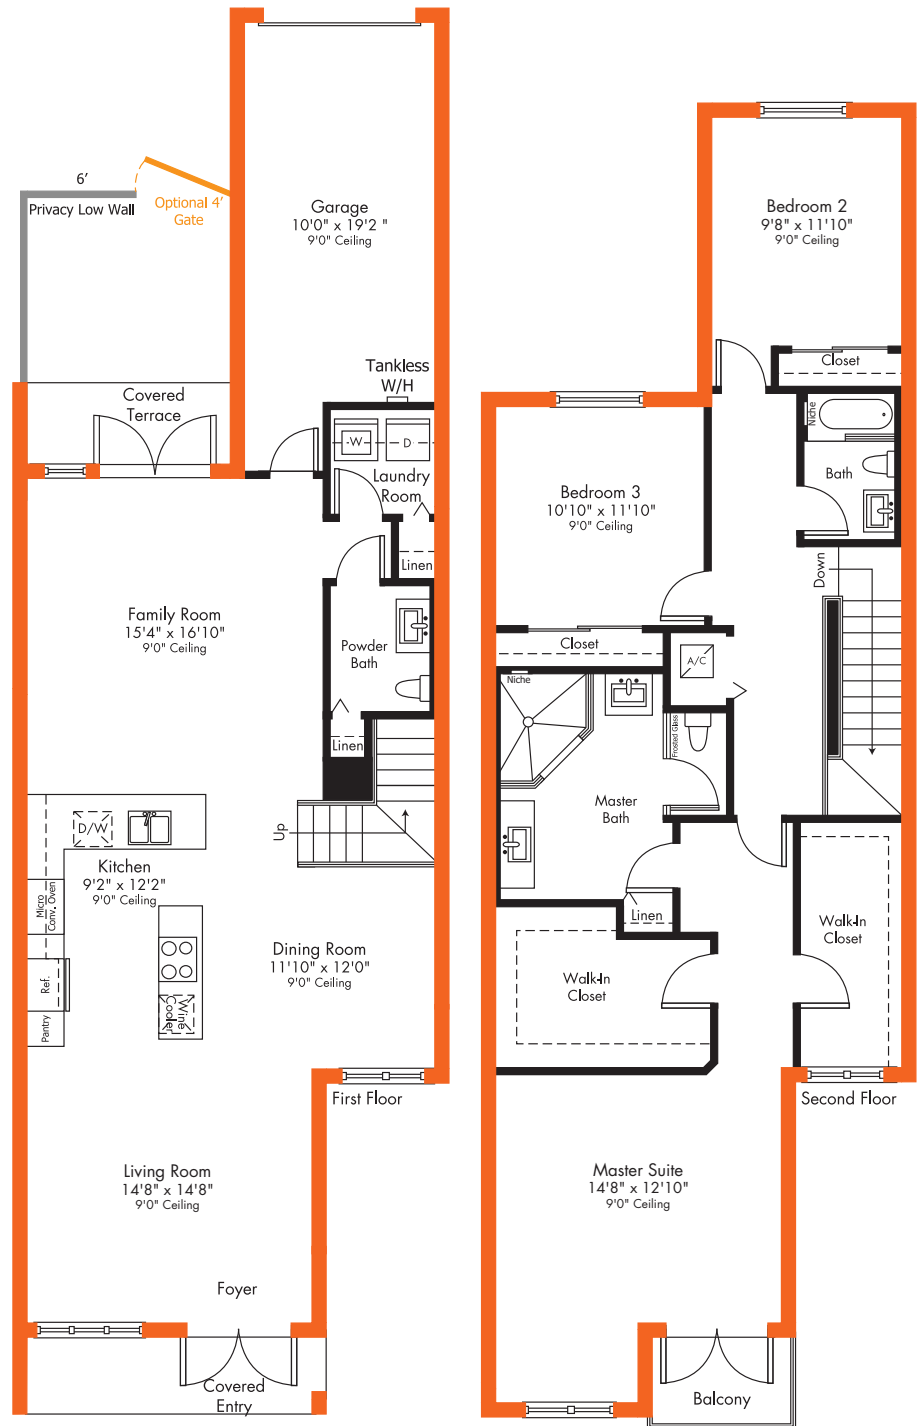 6'
Privacy Low Wall
Optional 4'
Gate
Garage
10'0" x 19'2 "
9'0" Ceiling
Tankless
W/H
Covered
Terrace
W
D
Laundry
Room
Linen
Family Room
15'4" x 16'10"
9'0" Ceiling
Powder
Bath
Linen
Up
D/W
Kitchen
9'2" x 12'2"
9'0" Ceiling
Micro
Conv. Oven
Ref.
Pantry
Wine
Cooler
Dining Room
11'10" x 12'0"
9'0" Ceiling
First Floor
Living Room
14'8" x 14'8"
9'0" Ceiling
Foyer
Covered
Entry
Bedroom 2
9'8" x 11'10"
9'0" Ceiling
Closet
Niche
Bath
Bedroom 3
10'10" x 11'10"
9'0" Ceiling
Down
Closet
A/C
Niche
Frosted Glass
Master
Bath
Linen
Walk-In
Closet
Walk-In
Closet
Second Floor
Master Suite
14'8" x 12'10"
9'0" Ceiling
Balcony